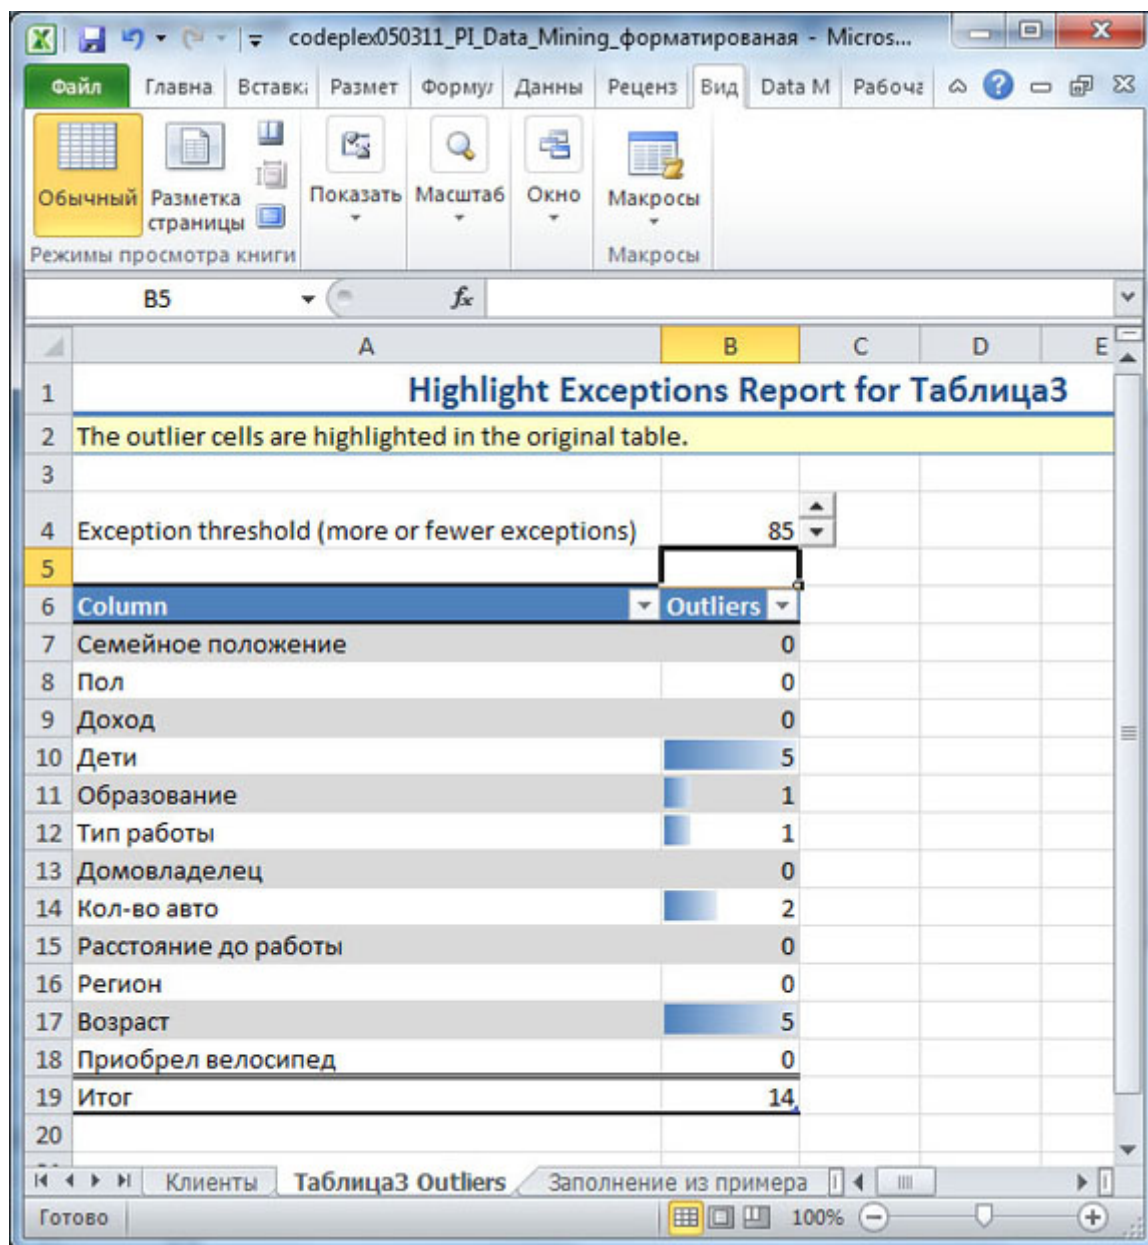 codeplex050311_PI_Data_Mining_форматированая - Micros...
Файл Главна Вставка Размет Формул Данны Реценз Вид Data M Рабоча
Обычный Разметка страницы Показать Масштаб Окно Макросы
Режимы просмотра книги Макросы
B5 fx
A B C D E
1 Highlight Exceptions Report for Таблица3
2 The outlier cells are highlighted in the original table.
3
4 Exception threshold (more or fewer exceptions) 85
5
6 Column Outliers
7 Семейное положение 0
8 Пол 0
9 Доход 0
10 Дети 5
11 Образование 1
12 Тип работы 1
13 Домовладелец 0
14 Кол-во авто 2
15 Расстояние до работы 0
16 Регион 0
17 Возраст 5
18 Приобрел велосипед 0
19 Итог 14
20
Клиенты Таблица3 Outliers Заполнение из примера
Готово 100%